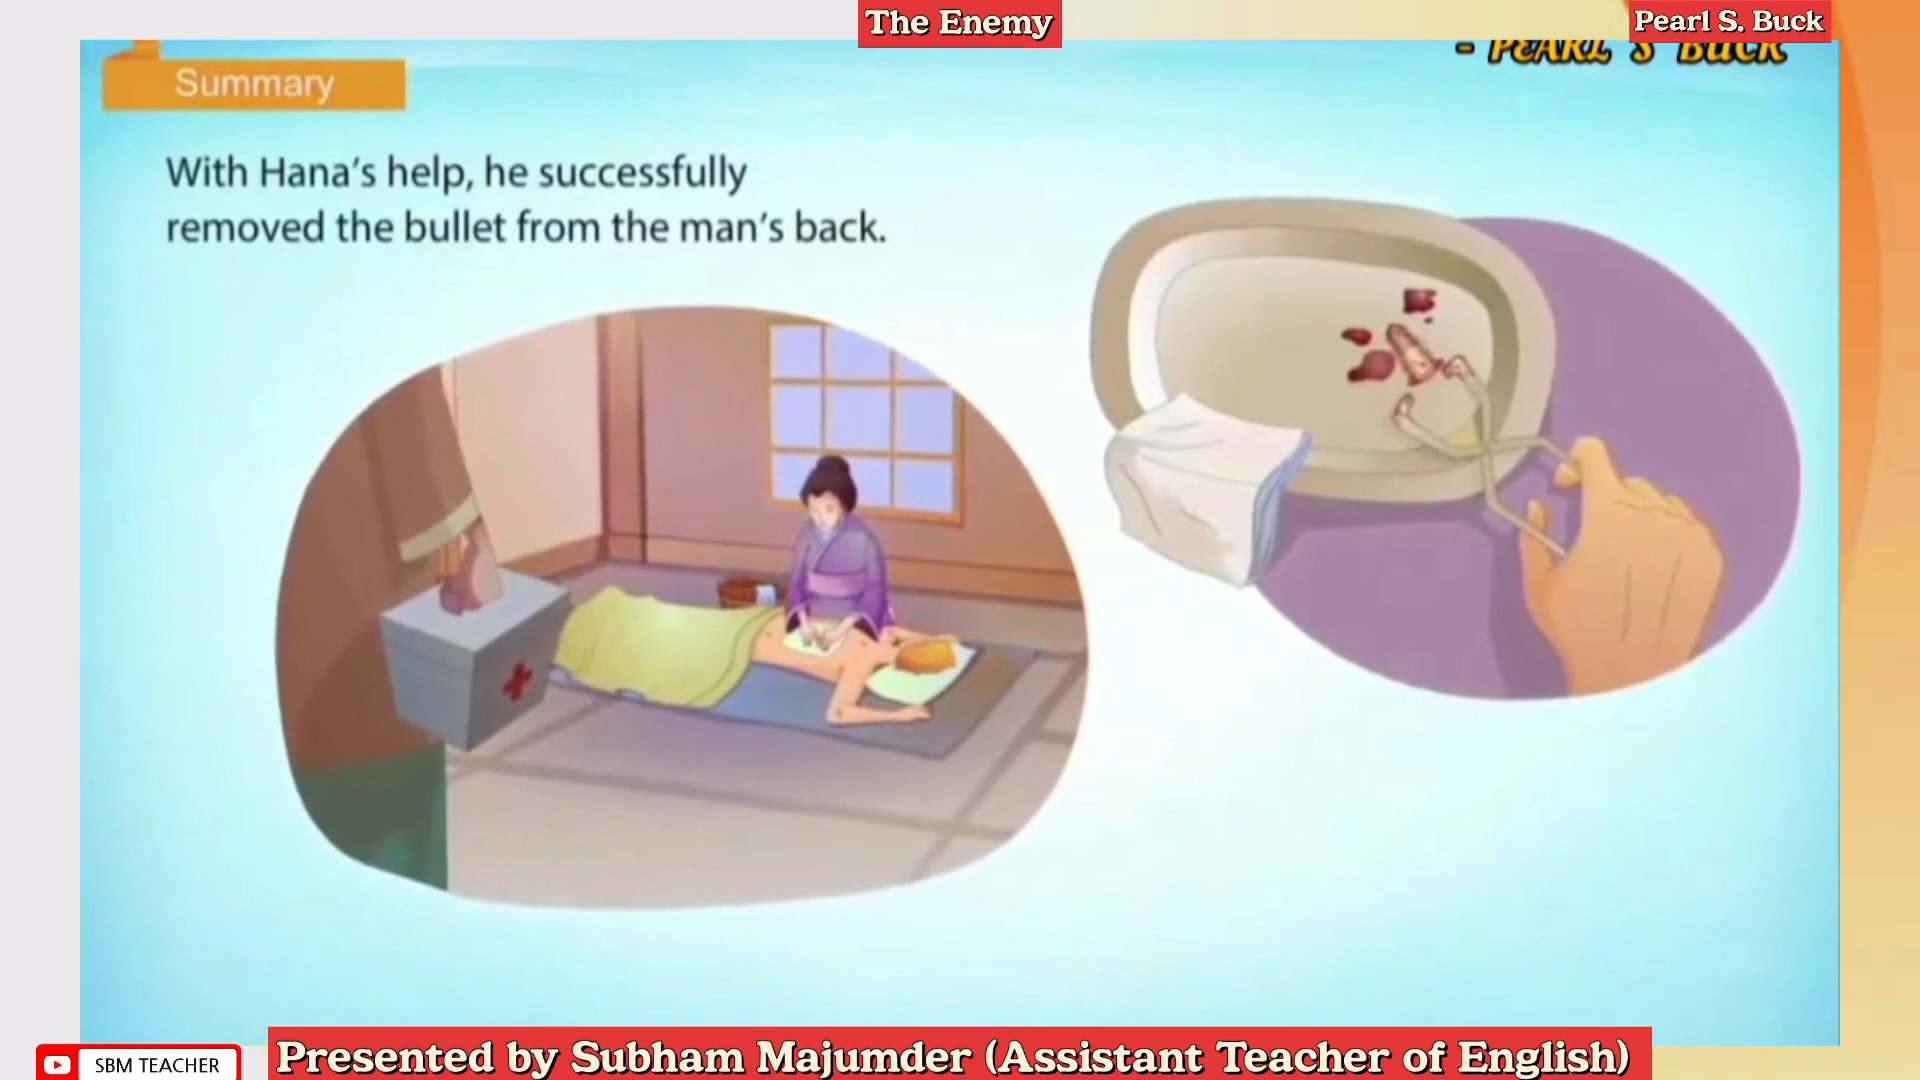 The Enemy
Pearl S. Buck
- PEARL S BUCK
Summary
With Hana's help, he successfully
removed the bullet from the man's back.
SBM TEACHER
Presented by Subham Majumder (Assistant Teacher of English)